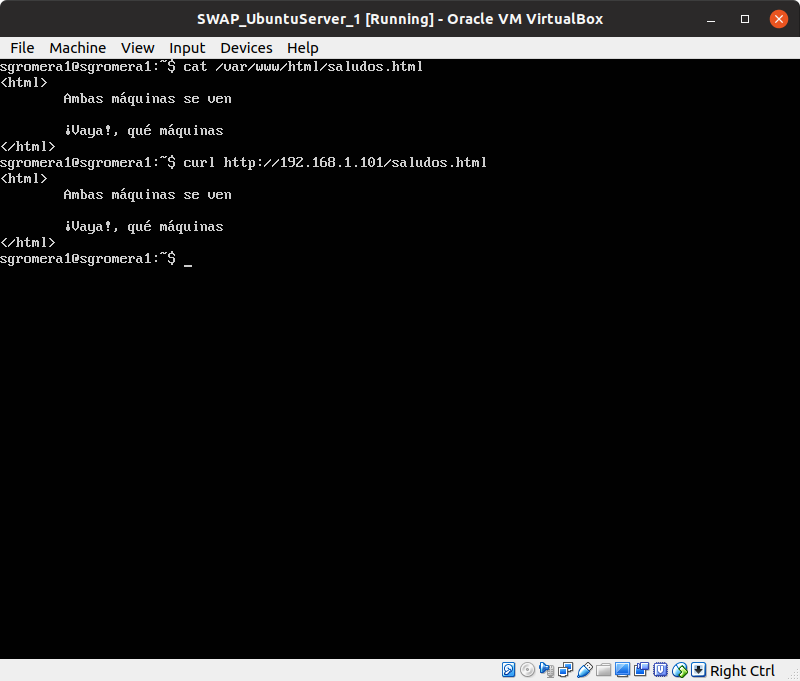 SWAP_UbuntuServer_1 [Running] - Oracle VM VirtualBox
File Machine View Input Devices Help
sgromera1@sgromera1:~$ cat /var/www/html/saludos.html
<html>
Ambas máquinas se ven
¡Vaya!, qué máquinas
</html>
sgromera1@sgromera1:~$ curl http://192.168.1.101/saludos.html
<html>
Ambas máquinas se ven
¡Vaya!, qué máquinas
</html>
sgromera1@sgromera1:~$ _
Right Ctrl